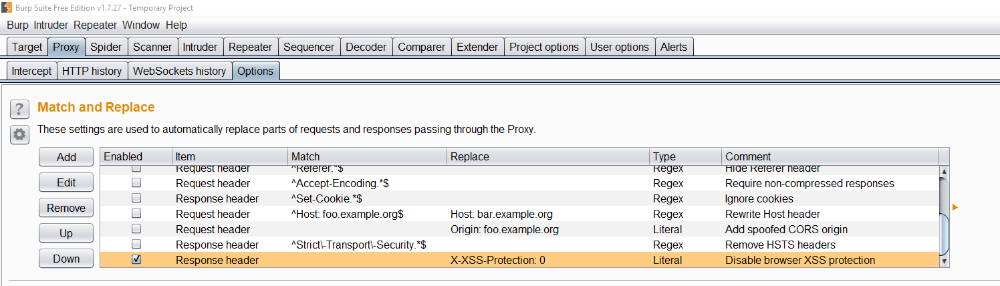 Burp Suite Free Edition v1.7.27 - Temporary Project
Burp Intruder Repeater Window Help
Target Proxy Spider Scanner Intruder Repeater Sequencer Decoder Comparer Extender Project options User options Alerts
Intercept HTTP history WebSockets history Options
? Match and Replace
These settings are used to automatically replace parts of requests and responses passing through the Proxy.
Add Enabled Item Match Replace Type Comment
Request header ^Referer.*$ Regex Hide Referer header
Edit Request header ^Accept-Encoding.*$ Regex Require non-compressed responses
Response header ^Set-Cookie.*$ Regex Ignore cookies
Remove Request header ^Host: foo.example.org$ Host: bar.example.org Regex Rewrite Host header
Up Request header Origin: foo.example.org Literal Add spoofed CORS origin
Response header ^Strict\-Transport\-Security.*$ Regex Remove HSTS headers
Down Response header X-XSS-Protection: 0 Literal Disable browser XSS protection